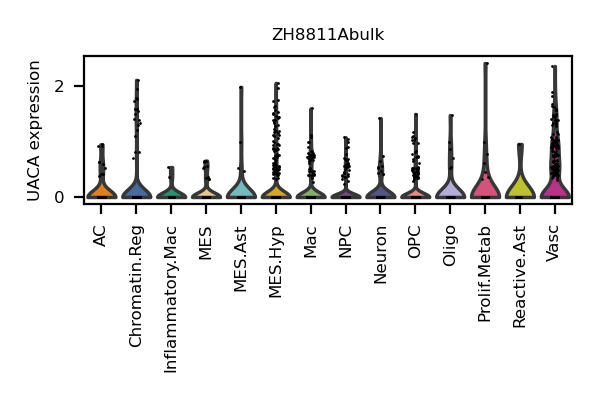 ZH8811Abulk
UACA expression
2
0
AC
Chromatin.Reg
Inflammatory.Mac
MES
MES.Ast
MES.Hyp
Mac
NPC
Neuron
OPC
Oligo
Prolif.Metab
Reactive.Ast
Vasc